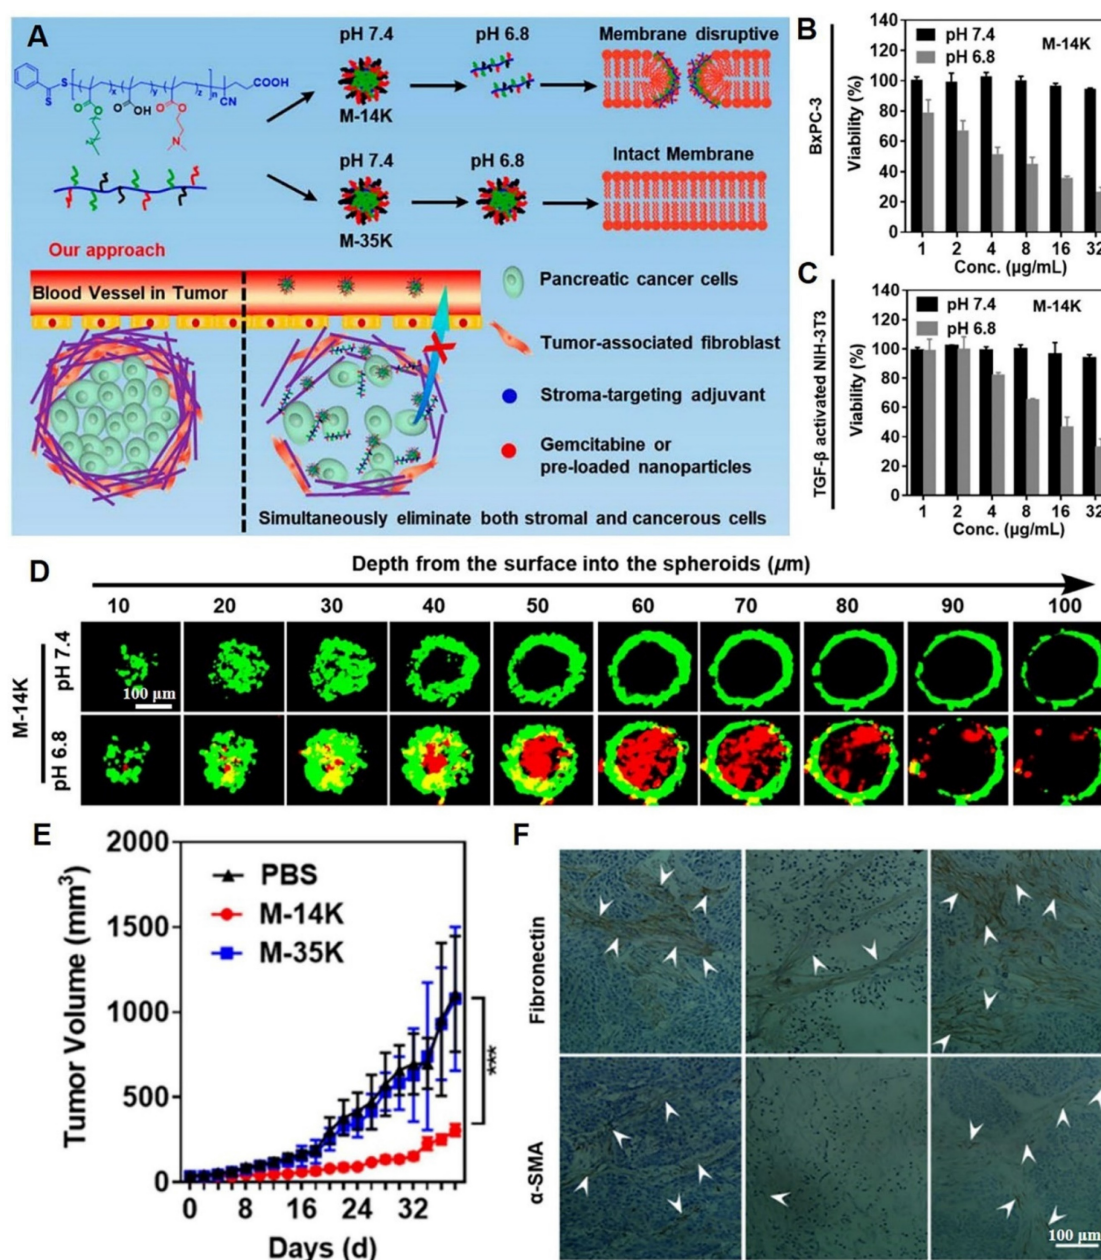 A
pH 7.4
pH 6.8
Membrane disruptive
S
S
x
y
z
n
CN
COOH
O
O
OH
O
O
N
M-14K
pH 7.4
pH 6.8
Intact Membrane
M-35K
Our approach
Blood Vessel in Tumor
Pancreatic cancer cells
Tumor-associated fibroblast
Stroma-targeting adjuvant
Gemcitabine or
pre-loaded nanoparticles
Simultaneously eliminate both stromal and cancerous cells
B
BxPC-3
Viability (%)
140
120
100
80
60
40
20
0
pH 7.4
pH 6.8
M-14K
1 2 4 8 16 32
Conc. (µg/mL)
C
TGF-β activated NIH-3T3
Viability (%)
140
120
100
80
60
40
20
0
pH 7.4
pH 6.8
M-14K
1 2 4 8 16 32
Conc. (µg/mL)
D
Depth from the surface into the spheroids (µm)
10 20 30 40 50 60 70 80 90 100
M-14K
pH 7.4
100 µm
pH 6.8
E
Tumor Volume (mm³)
2000
1500
1000
500
0
PBS
M-14K
M-35K
***
0 8 16 24 32
Days (d)
F
Fibronectin
α-SMA
100 µm